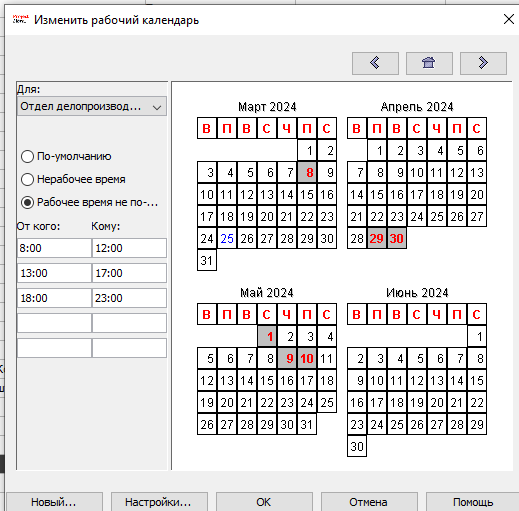 Project
Libre
Изменить рабочий календарь
Для:
Отдел делопроизвод...
По-умолчанию
Нерабочее время
Рабочее время не по-...
От кого: Кому:
8:00 12:00
13:00 17:00
18:00 23:00
Март 2024
В П В С Ч П С
1 2
3 4 5 6 7 8 9
10 11 12 13 14 15 16
17 18 19 20 21 22 23
24 25 26 27 28 29 30
31
Апрель 2024
В П В С Ч П С
1 2 3 4 5 6
7 8 9 10 11 12 13
14 15 16 17 18 19 20
21 22 23 24 25 26 27
28 29 30
Май 2024
В П В С Ч П С
1 2 3 4
5 6 7 8 9 10 11
12 13 14 15 16 17 18
19 20 21 22 23 24 25
26 27 28 29 30 31
Июнь 2024
В П В С Ч П С
1
2 3 4 5 6 7 8
9 10 11 12 13 14 15
16 17 18 19 20 21 22
23 24 25 26 27 28 29
30
Новый... Настройки... ОК Отмена Помощь